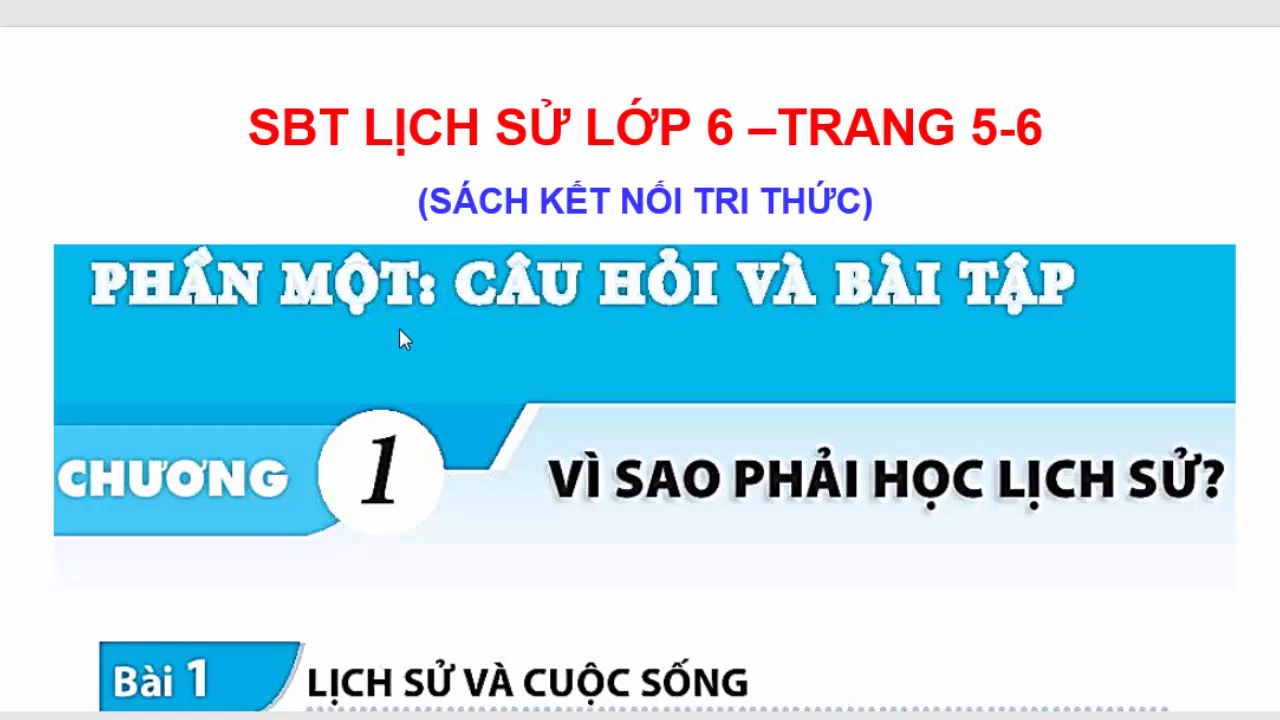 SBT LỊCH SỬ LỚP 6 –TRANG 5-6
(SÁCH KẾT NỐI TRI THỨC)
PHẦN MỘT: CÂU HỎI VÀ BÀI TẬP
CHƯƠNG 1 VÌ SAO PHẢI HỌC LỊCH SỬ?
Bài 1 LỊCH SỬ VÀ CUỘC SỐNG